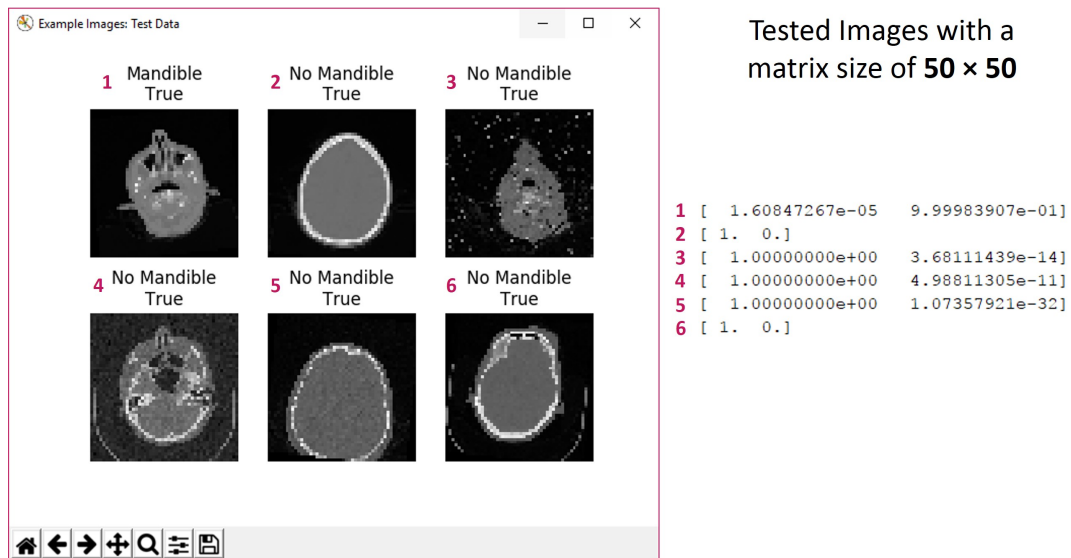 Example Images: Test Data
Tested Images with a
matrix size of 50 × 50
1 Mandible
True
2 No Mandible
True
3 No Mandible
True
4 No Mandible
True
5 No Mandible
True
6 No Mandible
True
1 [ 1.60847267e-05 9.99983907e-01]
2 [ 1. 0.]
3 [ 1.00000000e+00 3.68111439e-14]
4 [ 1.00000000e+00 4.98811305e-11]
5 [ 1.00000000e+00 1.07357921e-32]
6 [ 1. 0.]